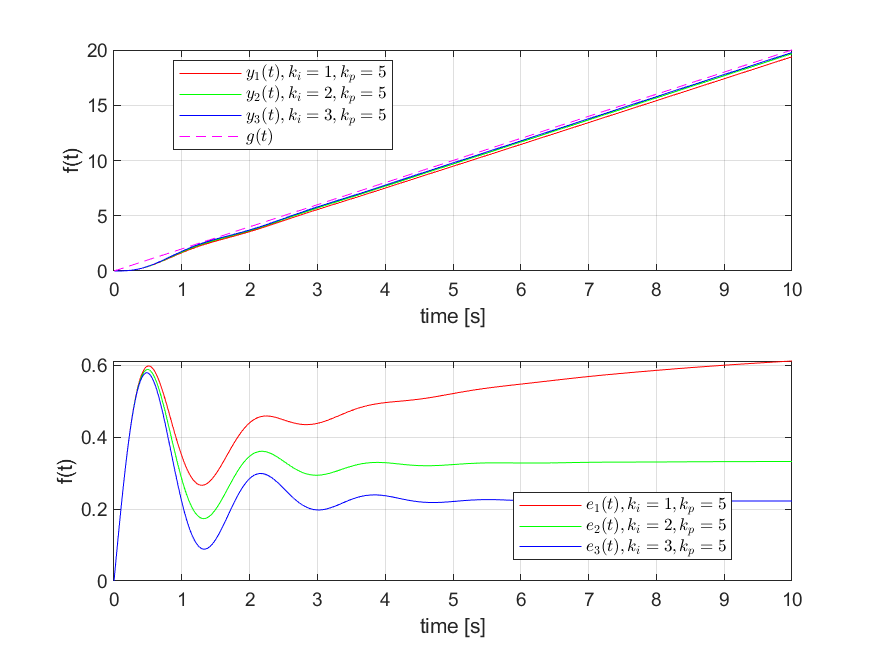 20
15
10
5
0
f(t)
y₁(t), kᵢ = 1, kₚ = 5
y₂(t), kᵢ = 2, kₚ = 5
y₃(t), kᵢ = 3, kₚ = 5
g(t)
0 1 2 3 4 5 6 7 8 9 10
time [s]
0.6
0.4
0.2
0
f(t)
e₁(t), kᵢ = 1, kₚ = 5
e₂(t), kᵢ = 2, kₚ = 5
e₃(t), kᵢ = 3, kₚ = 5
0 1 2 3 4 5 6 7 8 9 10
time [s]